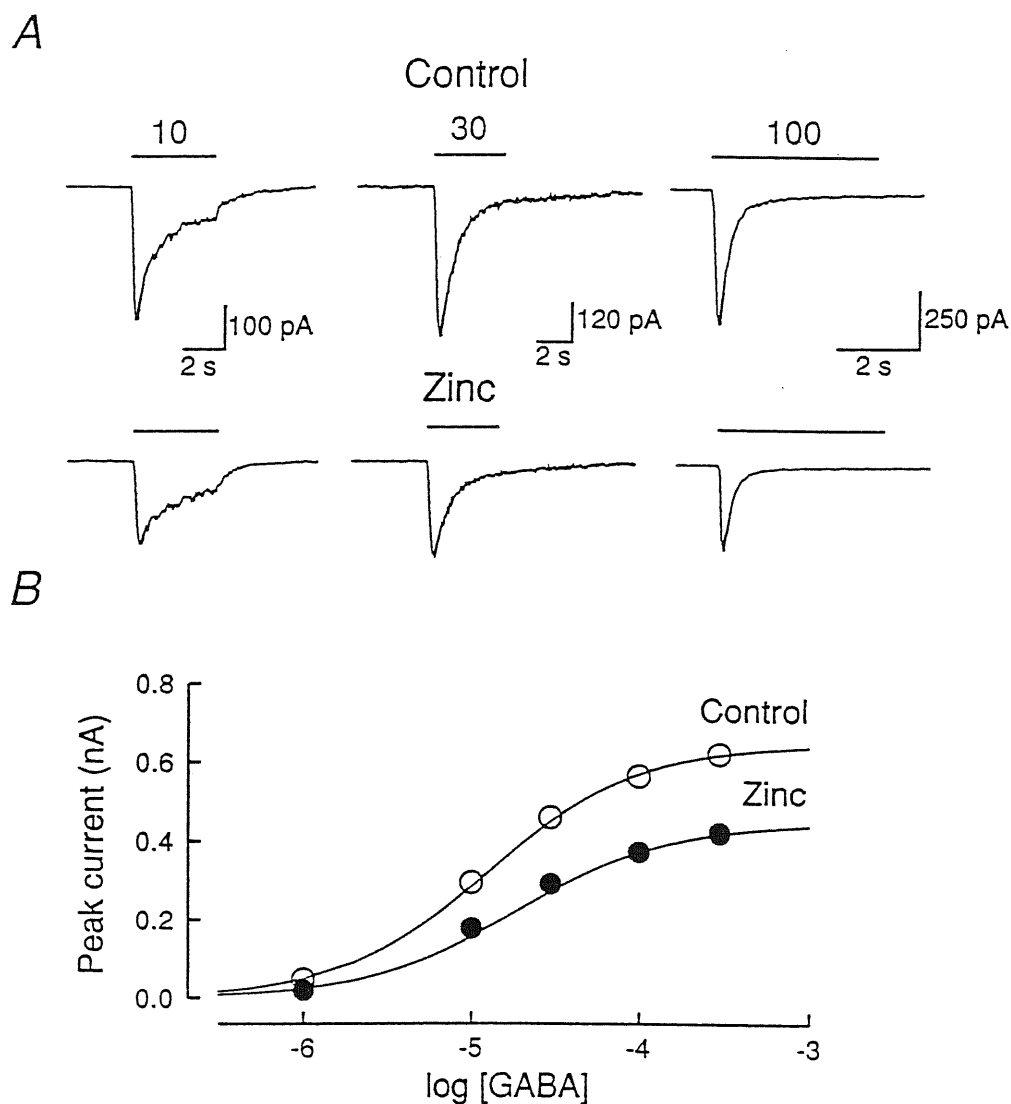 A
Control
10
30
100
100 pA
2 s
120 pA
2 s
250 pA
2 s
Zinc
B
Peak current (nA)
0.8
0.6
0.4
0.2
0.0
Control
Zinc
-6
-5
-4
-3
log [GABA]